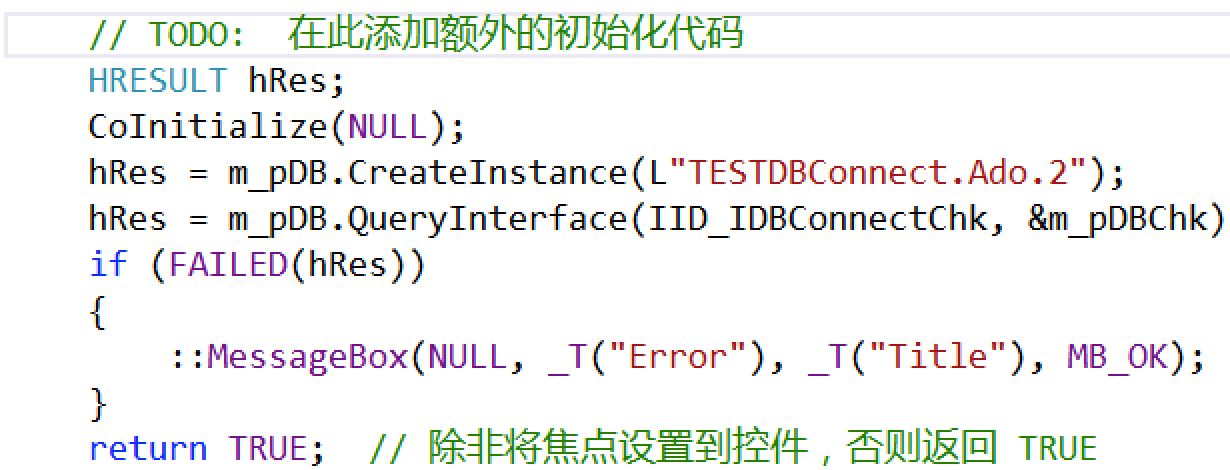 // TODO:  在此添加额外的初始化代码
HRESULT hRes;
CoInitialize(NULL);
hRes = m_pDB.CreateInstance(L"TESTDBConnect.Ado.2");
hRes = m_pDB.QueryInterface(IID_IDBConnectChk, &m_pDBChk)
if (FAILED(hRes))
{
    ::MessageBox(NULL, _T("Error"), _T("Title"), MB_OK);
}
return TRUE;  // 除非将焦点设置到控件，否则返回 TRUE